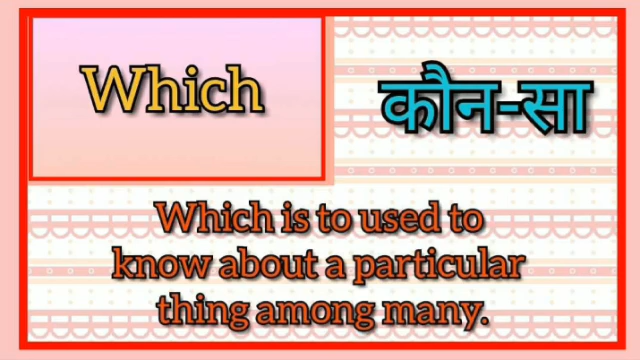 Which
कौन-सा
Which is to used to
know about a particular
thing among many.